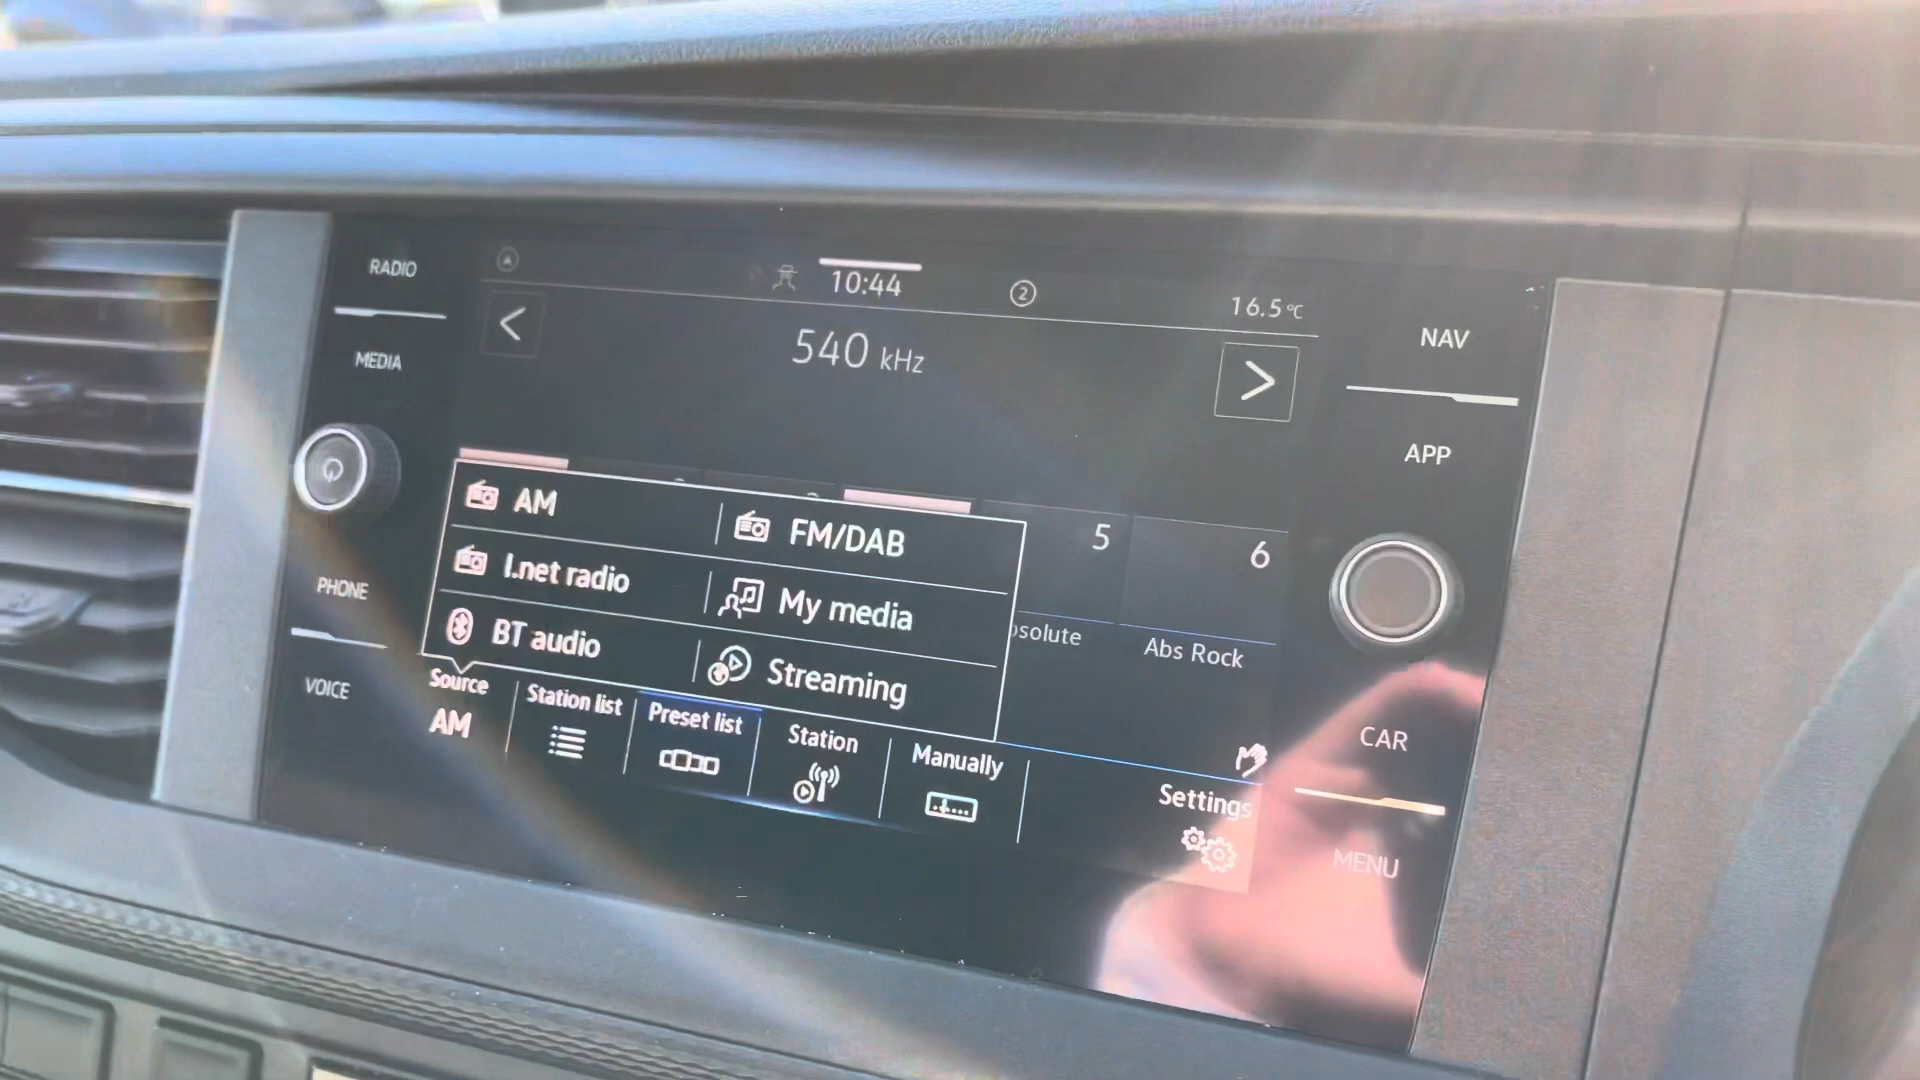 RADIO
10:44
2
16.5°C
MEDIA
540 kHz
NAV
APP
AM
FM/DAB
5
6
I.net radio
My media
BT audio
Streaming
Abs Rock
PHONE
VOICE
Source
AM
Station list
Preset list
Station
Manually
Settings
CAR
MENU